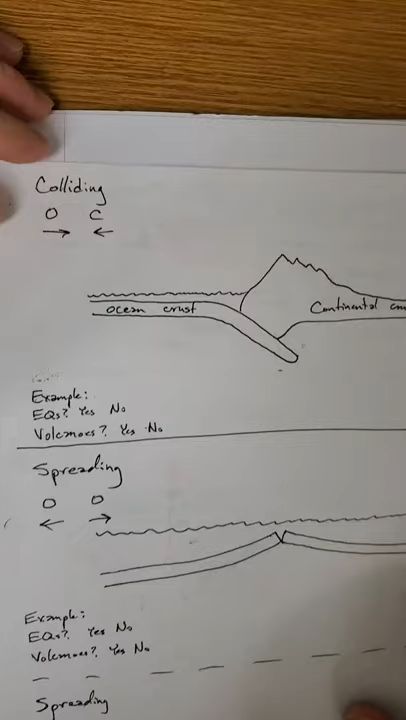 Colliding
O C
→ ←
ocean crust
Continental
Example:
EQs? Yes No
Volcanoes? Yes No
Spreading
O O
← →
Example:
EQs? Yes No
Volcanoes? Yes No
Spreading